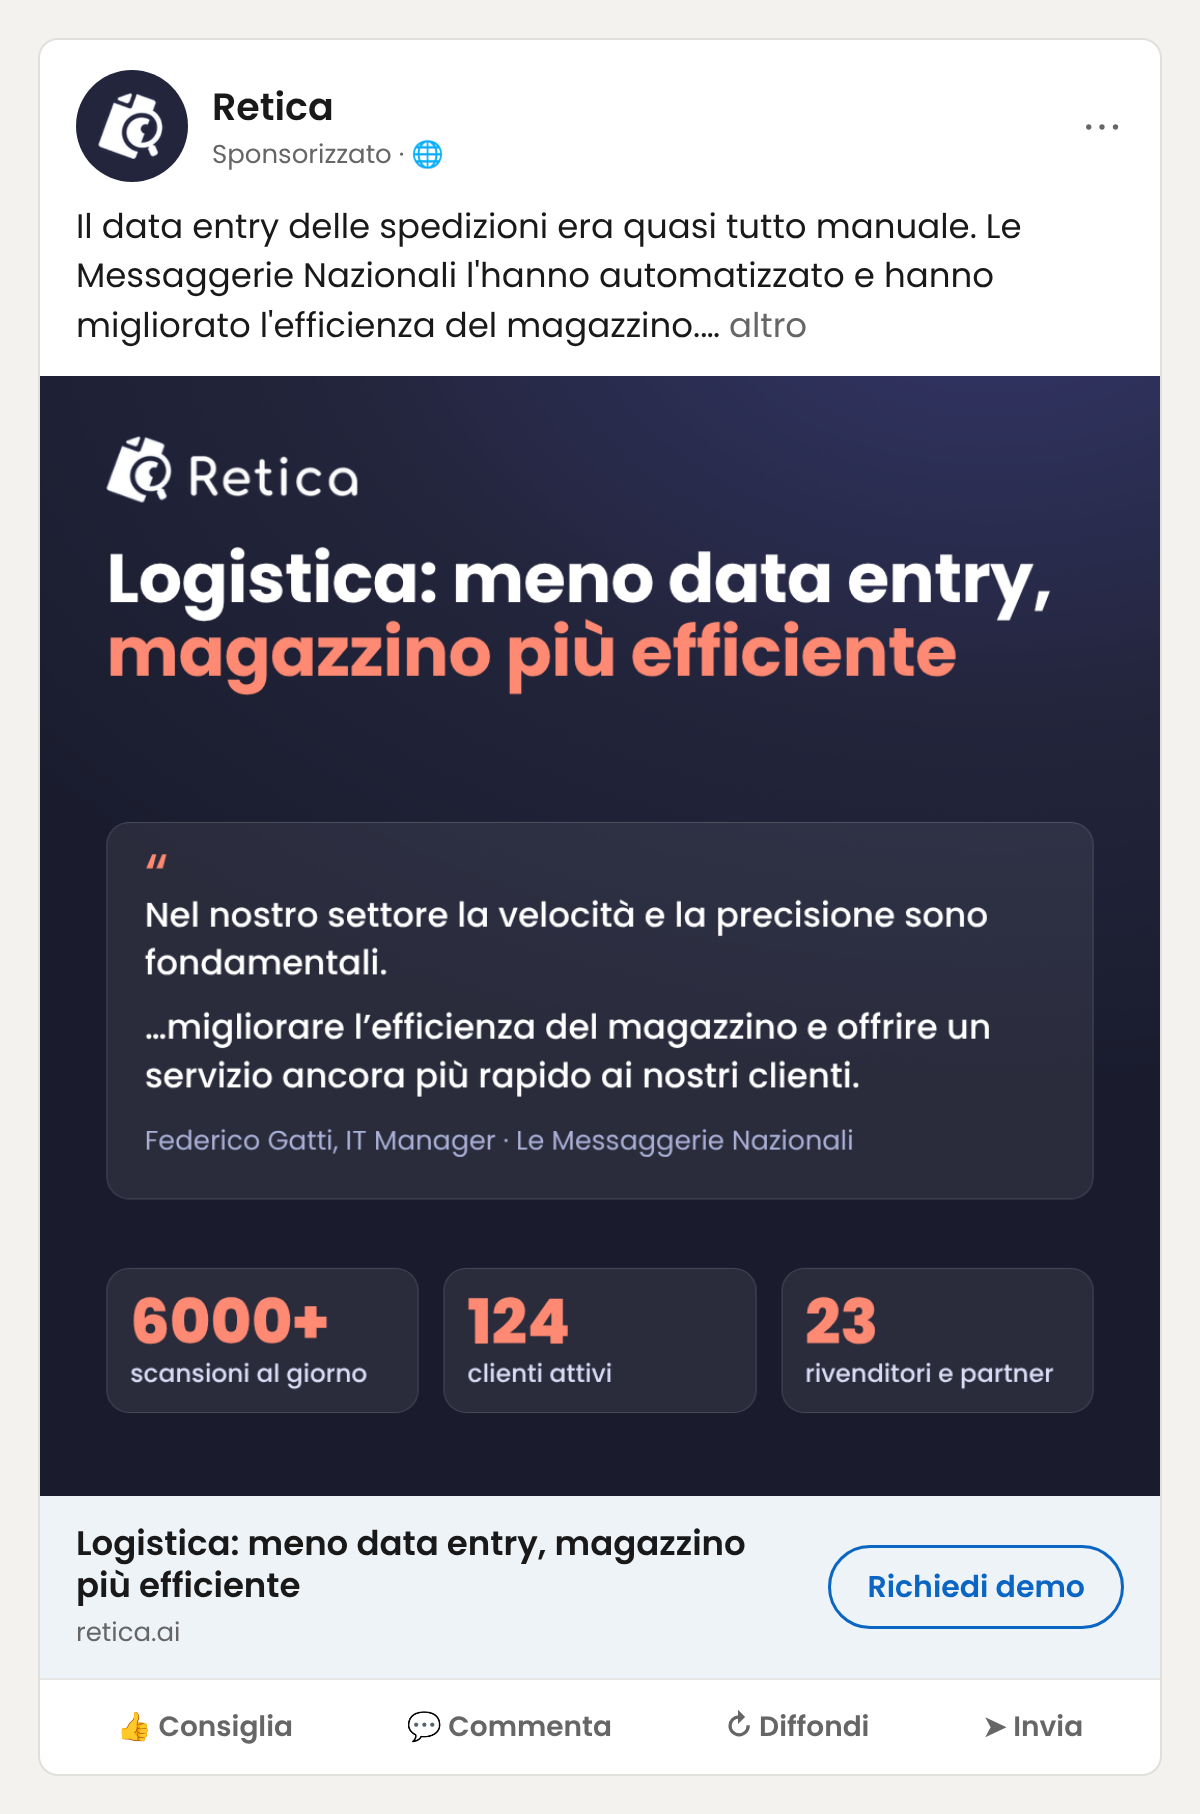 Retica
Sponsorizzato ·
Il data entry delle spedizioni era quasi tutto manuale. Le
Messaggerie Nazionali l'hanno automatizzato e hanno
migliorato l'efficienza del magazzino.... altro
Retica
Logistica: meno data entry,
magazzino più efficiente
“
Nel nostro settore la velocità e la precisione sono
fondamentali.
...migliorare l’efficienza del magazzino e offrire un
servizio ancora più rapido ai nostri clienti.
Federico Gatti, IT Manager · Le Messaggerie Nazionali
6000+
scansioni al giorno
124
clienti attivi
23
rivenditori e partner
Logistica: meno data entry, magazzino
più efficiente
retica.ai
Richiedi demo
👍 Consiglia
💬 Commenta
↻ Diffondi
➤ Invia